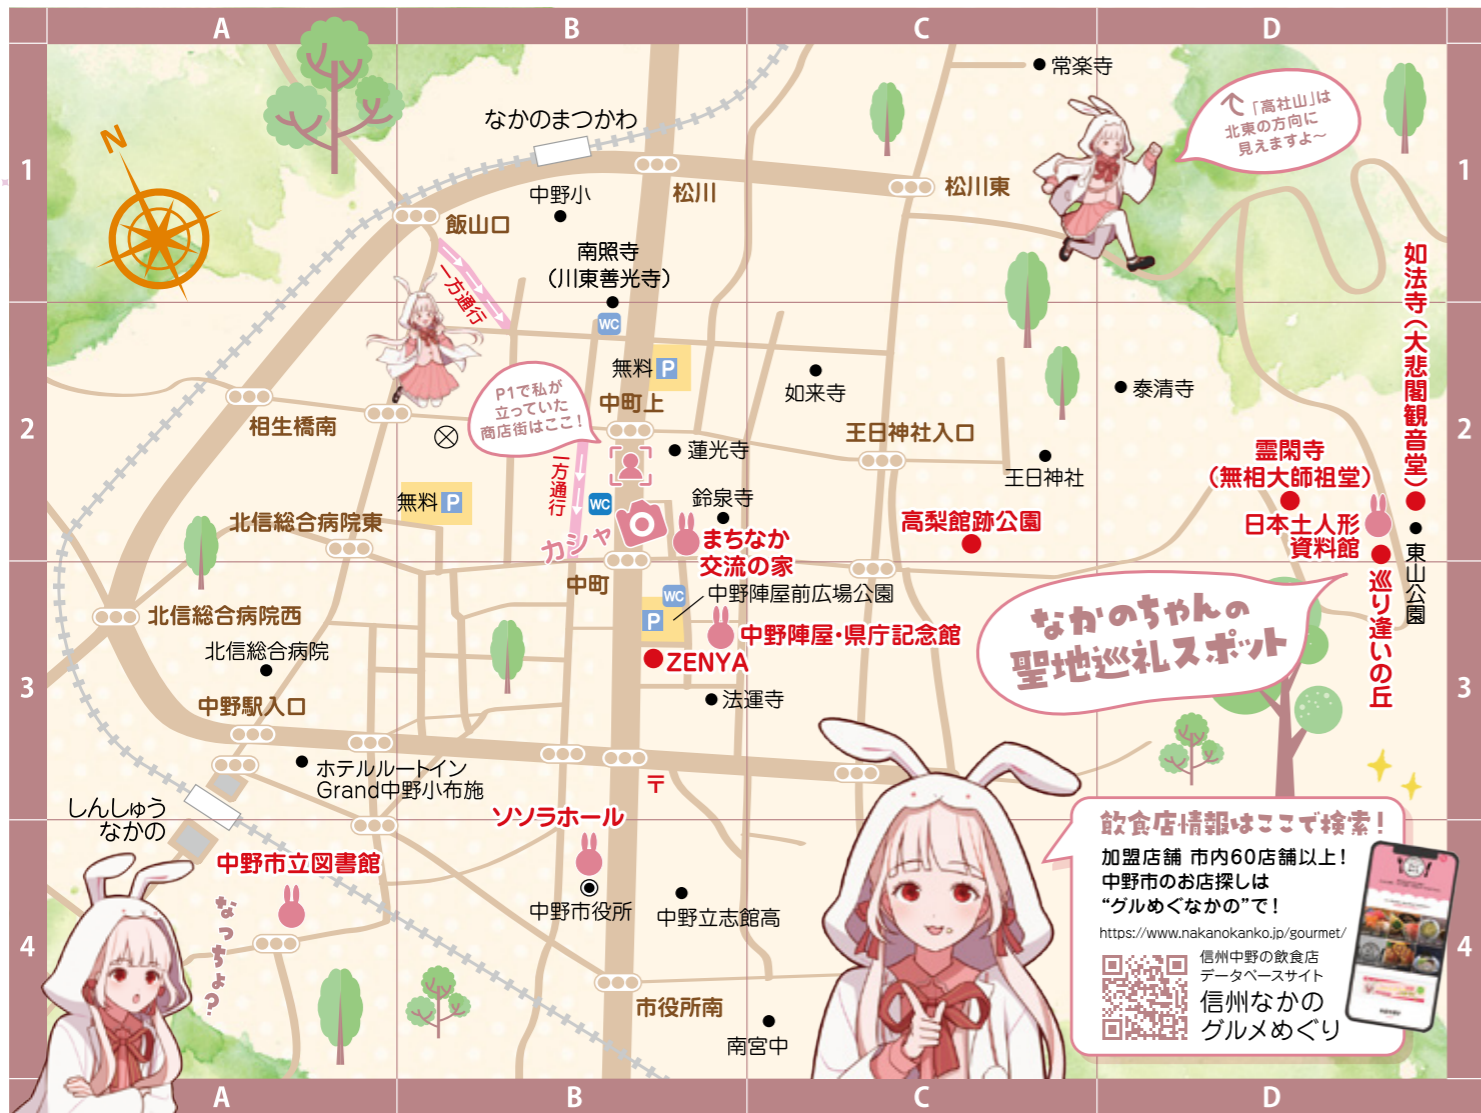 A
B
C
D
1
2
3
4
N
常楽寺
「高社山」は
北東の方向に
見えますよ〜
なかのまつかわ
松川
松川東
中野小
飯山口
南照寺
(川東善光寺)
一方通行
WC
無料 P
P1で私が
立っていた
商店街はここ!
中町上
如来寺
泰清寺
相生橋南
蓮光寺
王日神社入口
王日神社
如法寺(大悲閣観音堂)
霊閑寺
(無相大師祖堂)
日本土人形
資料館
一方通行
WC
無料 P
鈴泉寺
高梨館跡公園
北信総合病院東
カシャ
まちなか
交流の家
東山公園
巡り逢いの丘
中町
WC
P
中野陣屋前広場公園
北信総合病院西
北信総合病院
中野陣屋・県庁記念館
ZENYA
なかのちゃんの
聖地巡礼スポット
中野駅入口
法運寺
ホテルルートイン
Grand中野小布施
〒
しんしゅう
なかの
ソソラホール
中野市立図書館
なっちょ?
中野市役所
中野立志館高
市役所南
南宮中
飲食店情報はここで検索!
加盟店舗 市内60店舗以上!
中野市のお店探しは
“グルめぐなかの”で!
https://www.nakanokanko.jp/gourmet/
信州中野の飲食店
データベースサイト
信州なかの
グルメめぐり
1
2
3
4
A
B
C
D